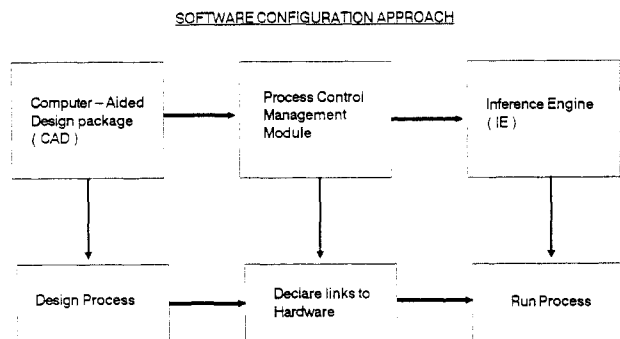 SOFTWARE CONFIGURATION APPROACH
Computer – Aided
Design package
( CAD )
Process Control
Management
Module
Inference Engine
( IE )
Design Process
Declare links to
Hardware
Run Process